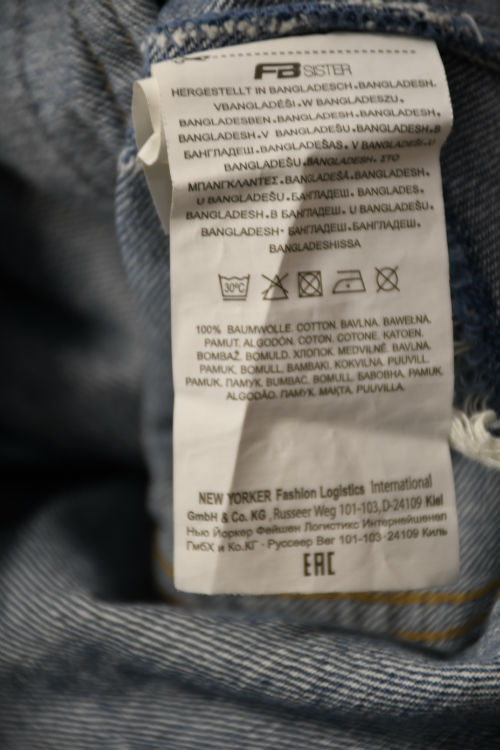 FB SISTER
HERGESTELLT IN BANGLADESCH.BANGLADESH.
VBANGLADÉŠI.W BANGLADESZU.
BANGLADESBEN.BANGLADESH.BANGLADESH.
BANGLADESH.V BANGLADEŠU.BANGLADESH.В
БАНГЛАДЕШ.BANGLADEŠAS. V BANGLADEŠI.U
BANGLADEŠU.BANGLADESH. ΣΤΟ
ΜΠΑΝΓΚΛΑΝΤΕΣ.BANGLADEŠĀ.BANGLADESH.
U BANGLADEŠU.БАНГЛАДЕШ. BANGLADES.
BANGLADESH.В БАНГЛАДЕШ. U BANGLADEŠU.
BANGLADESH. БАНГЛАДЕШ.БАНГЛАДЕШ.
BANGLADESHISSA
30°C
100% BAUMWOLLE. COTTON. BAVLNA. BAWEŁNA.
PAMUT. ALGODÓN. COTON. COTONE. KATOEN.
BOMBAŽ. BOMULD. ХЛОПОК. MEDVILNĖ. BAVLNA.
PAMUK. BOMULL. BAMBAKI. KOKVILNA. PUUVILL.
PAMUK. ПАМУК. BUMBAC. BOMULL. БАВОВНА. PAMUK.
ALGODÃO. ПАМУК. МАҚТА. PUUVILLA.
NEW YORKER Fashion Logistics International
GmbH & Co. KG , Russeer Weg 101-103, D-24109 Kiel
Нью Йоркер Фейшен Логистикс Интернейшенел
ГмбХ и Ко.КГ · Руссеер Вег 101-103·24109 Киль
EAC